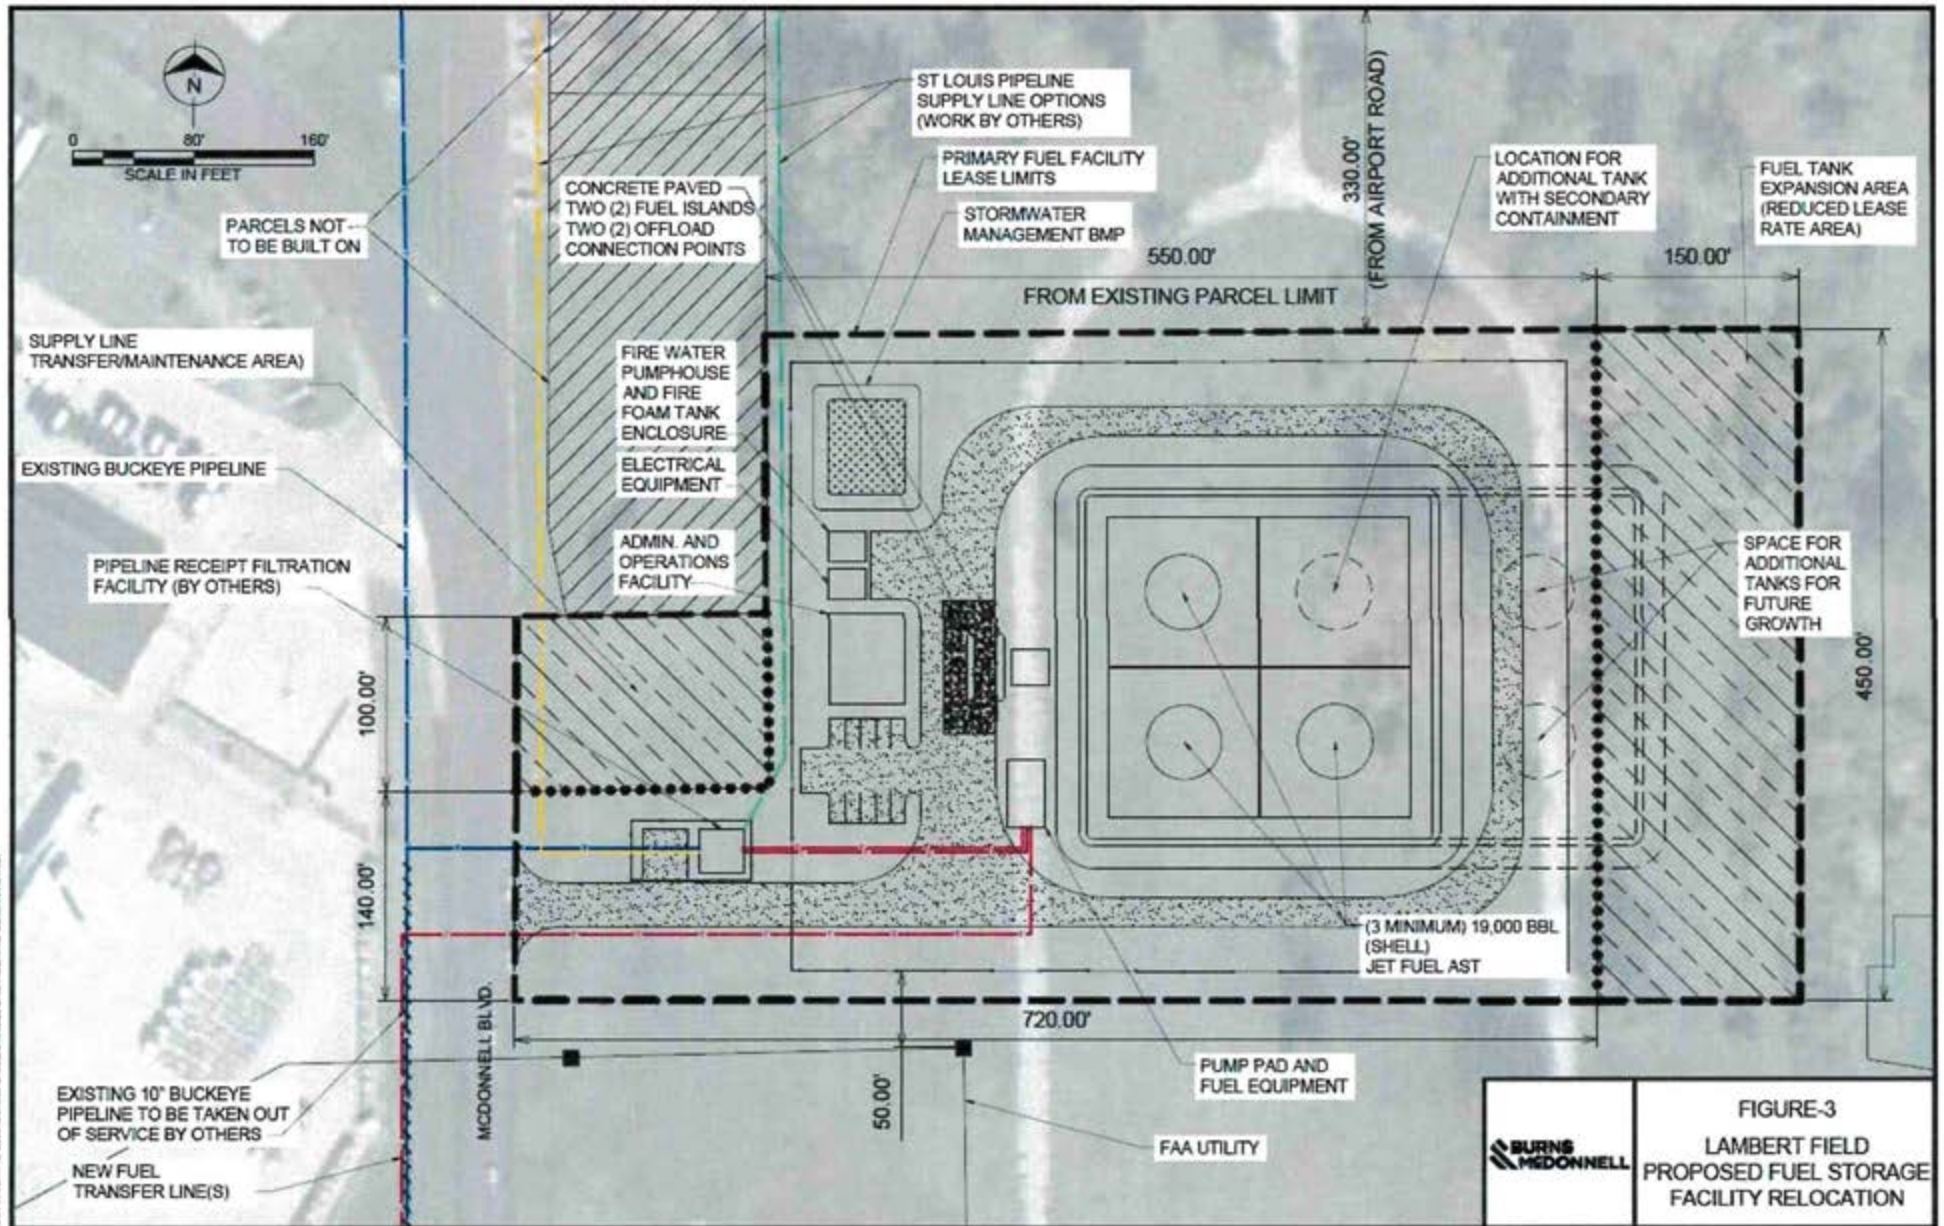 N
0 80' 160'
SCALE IN FEET
PARCELS NOT
TO BE BUILT ON
ST LOUIS PIPELINE
SUPPLY LINE OPTIONS
(WORK BY OTHERS)
PRIMARY FUEL FACILITY
LEASE LIMITS
STORMWATER
MANAGEMENT BMP
CONCRETE PAVED
TWO (2) FUEL ISLANDS
TWO (2) OFFLOAD
CONNECTION POINTS
330.00'
(FROM AIRPORT ROAD)
LOCATION FOR
ADDITIONAL TANK
WITH SECONDARY
CONTAINMENT
FUEL TANK
EXPANSION AREA
(REDUCED LEASE
RATE AREA)
550.00'
150.00'
FROM EXISTING PARCEL LIMIT
SUPPLY LINE
TRANSFER/MAINTENANCE AREA)
FIRE WATER
PUMPHOUSE
AND FIRE
FOAM TANK
ENCLOSURE
ELECTRICAL
EQUIPMENT
EXISTING BUCKEYE PIPELINE
ADMIN. AND
OPERATIONS
FACILITY
PIPELINE RECEIPT FILTRATION
FACILITY (BY OTHERS)
SPACE FOR
ADDITIONAL
TANKS FOR
FUTURE
GROWTH
450.00'
100.00'
140.00'
(3 MINIMUM) 19,000 BBL
(SHELL)
JET FUEL AST
720.00'
MCDONNELL BLVD.
50.00'
PUMP PAD AND
FUEL EQUIPMENT
FAA UTILITY
EXISTING 10" BUCKEYE
PIPELINE TO BE TAKEN OUT
OF SERVICE BY OTHERS
NEW FUEL
TRANSFER LINE(S)
BURNS
MCDONNELL
FIGURE-3
LAMBERT FIELD
PROPOSED FUEL STORAGE
FACILITY RELOCATION